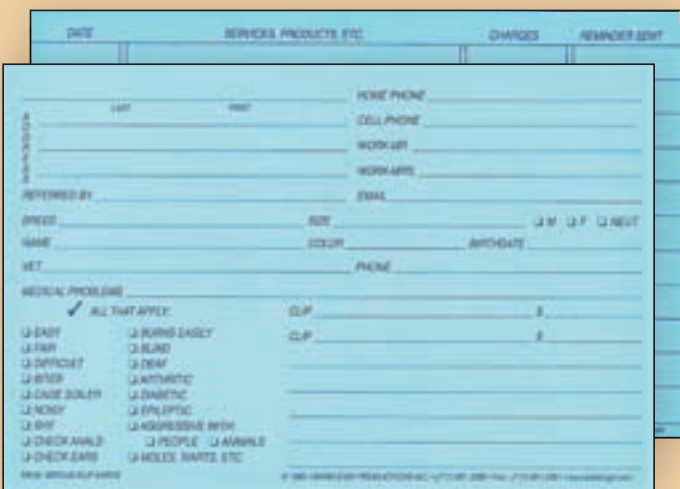 DATE SERVICES, PRODUCTS, ETC. CHARGES REMINDER SENT
HOME PHONE
LAST FIRST
ADDRESS
CELL PHONE
WORK-MR
WORK-MRS
REFERRED BY EMAIL
BREED SIZE ❑ M ❑ F ❑ NEUT
NAME COLOR BIRTHDATE
VET PHONE
MEDICAL PROBLEMS
✓ ALL THAT APPLY: CLIP $
❑ EASY ❑ BURNS EASILY CLIP $
❑ FAIR ❑ BLIND
❑ DIFFICULT ❑ DEAF
❑ BITER ❑ ARTHRITIC
❑ CAGE SOILER ❑ DIABETIC
❑ NOISY ❑ EPILEPTIC
❑ SHY ❑ AGGRESSIVE WITH
❑ CHECK ANALS ❑ PEOPLE ❑ ANIMALS
❑ CHECK EARS ❑ MOLES, WARTS, ETC.